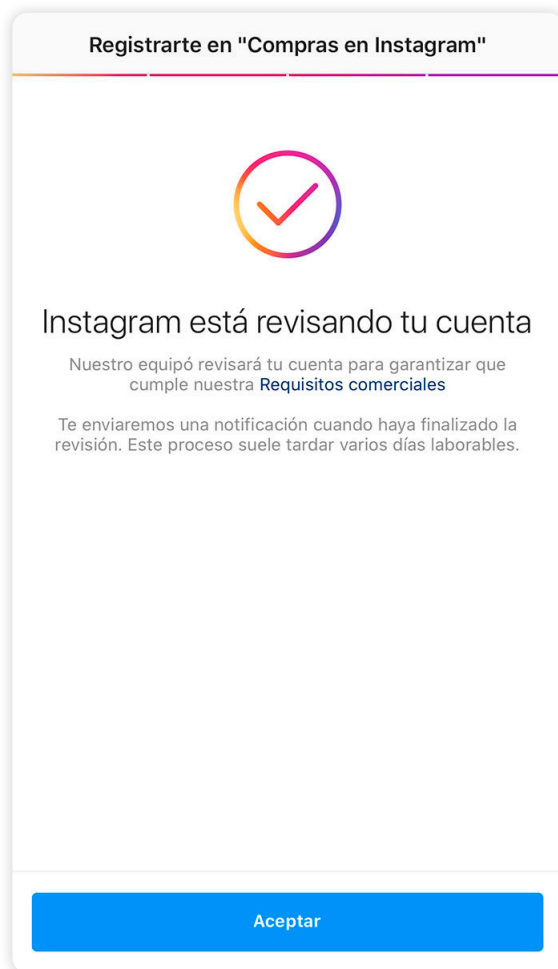 Registrarte en "Compras en Instagram"
Instagram está revisando tu cuenta
Nuestro equipó revisará tu cuenta para garantizar que
cumple nuestra Requisitos comerciales
Te enviaremos una notificación cuando haya finalizado la
revisión. Este proceso suele tardar varios días laborables.
Aceptar